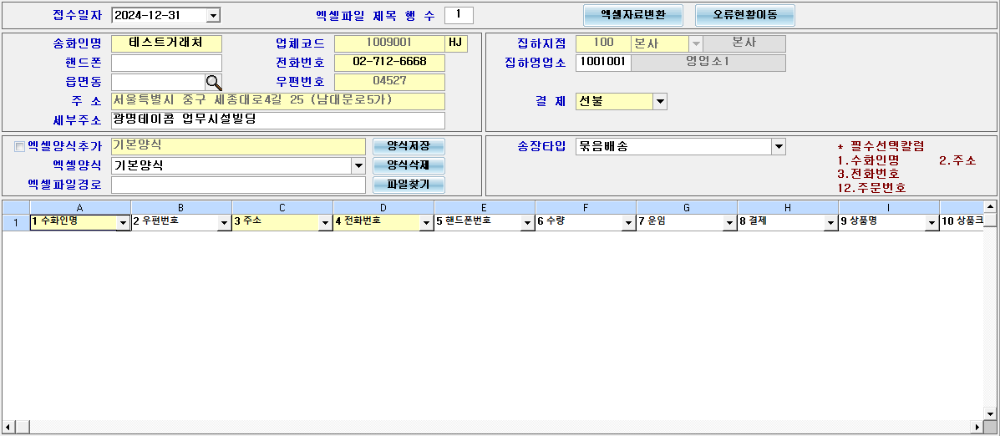 접수일자 2024-12-31 엑셀파일 제목 행 수 1 엑셀자료변환 오류현황이동
송화인명 테스트거래처 업체코드 1009001 HJ 집하지점 100 본사 본사
핸드폰 전화번호 02-712-6668 집하영업소 1001001 영업소1
읍면동 우편번호 04527
주 소 서울특별시 중구 세종대로4길 25 (남대문로5가) 결 제 선불
세부주소 광명데이콤 업무시설빌딩
엑셀양식추가 기본양식 양식저장 송장타입 묶음배송 * 필수선택칼럼
엑셀양식 기본양식 양식삭제 1.수화인명 2.주소
엑셀파일경로 파일찾기 3.전화번호
12.주문번호
A B C D E F G H I
1 1 수화인명 2 우편번호 3 주소 4 전화번호 5 핸드폰번호 6 수량 7 운임 8 결제 9 상품명 10 상품코